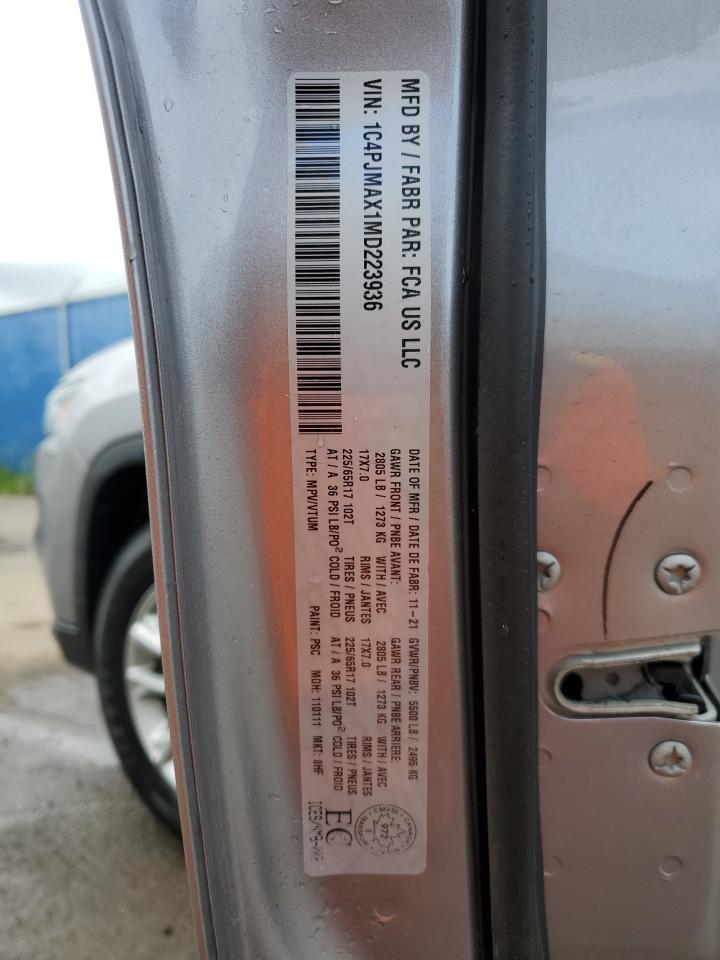 MFD BY / FABR PAR: FCA US LLC
VIN: 1C4PJMAX1MD223936
DATE OF MFR / DATE DE FABR: 11-21 GVWR/PNBV: 5500 LB / 2495 KG
GAWR FRONT / PNBE AVANT: GAWR REAR / PNBE ARRIERE:
2805 LB / 1273 KG WITH / AVEC 2805 LB / 1273 KG WITH / AVEC
17X7.0 RIMS / JANTES 17X7.0 RIMS / JANTES
225/65R17 102T TIRES / PNEUS 225/65R17 102T TIRES / PNEUS
AT / A 36 PSI LB/PO² COLD / FROID AT / A 36 PSI LB/PO² COLD / FROID
TYPE: MPV/VTUM PAINT: PSC MDH: 110111 MKT: 8HF
CMVSS CANADA
972
EC